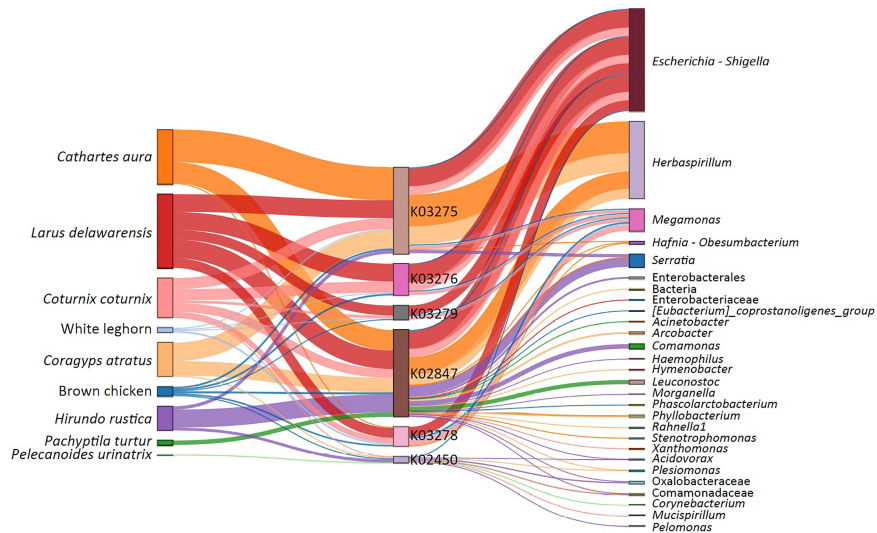 Cathartes aura
Larus delawarensis
Coturnix coturnix
White leghorn
Coragyps atratus
Brown chicken
Hirundo rustica
Pachyptila turtur
Pelecanoides urinatrix
K03275
K03276
K03279
K02847
K03278
K02450
Escherichia - Shigella
Herbaspirillum
Megamonas
Hafnia - Obesumbacterium
Serratia
Enterobacterales
Bacteria
Enterobacteriaceae
[Eubacterium]_coprostanoligenes_group
Acinetobacter
Arcobacter
Comamonas
Haemophilus
Hymenobacter
Leuconostoc
Morganella
Phascolarctobacterium
Phyllobacterium
Rahnella1
Stenotrophomonas
Xanthomonas
Acidovorax
Plesiomonas
Oxalobacteraceae
Comamonadaceae
Corynebacterium
Mucispirillum
Pelomonas